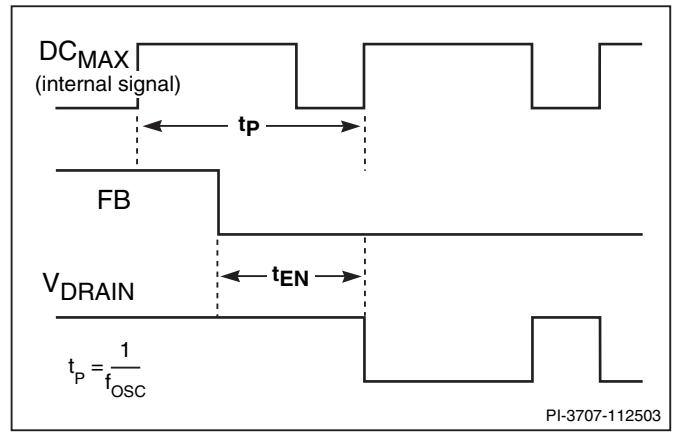 DCMAX
(internal signal)
tP
FB
tEN
VDRAIN
tP = 1/fOSC
PI-3707-112503